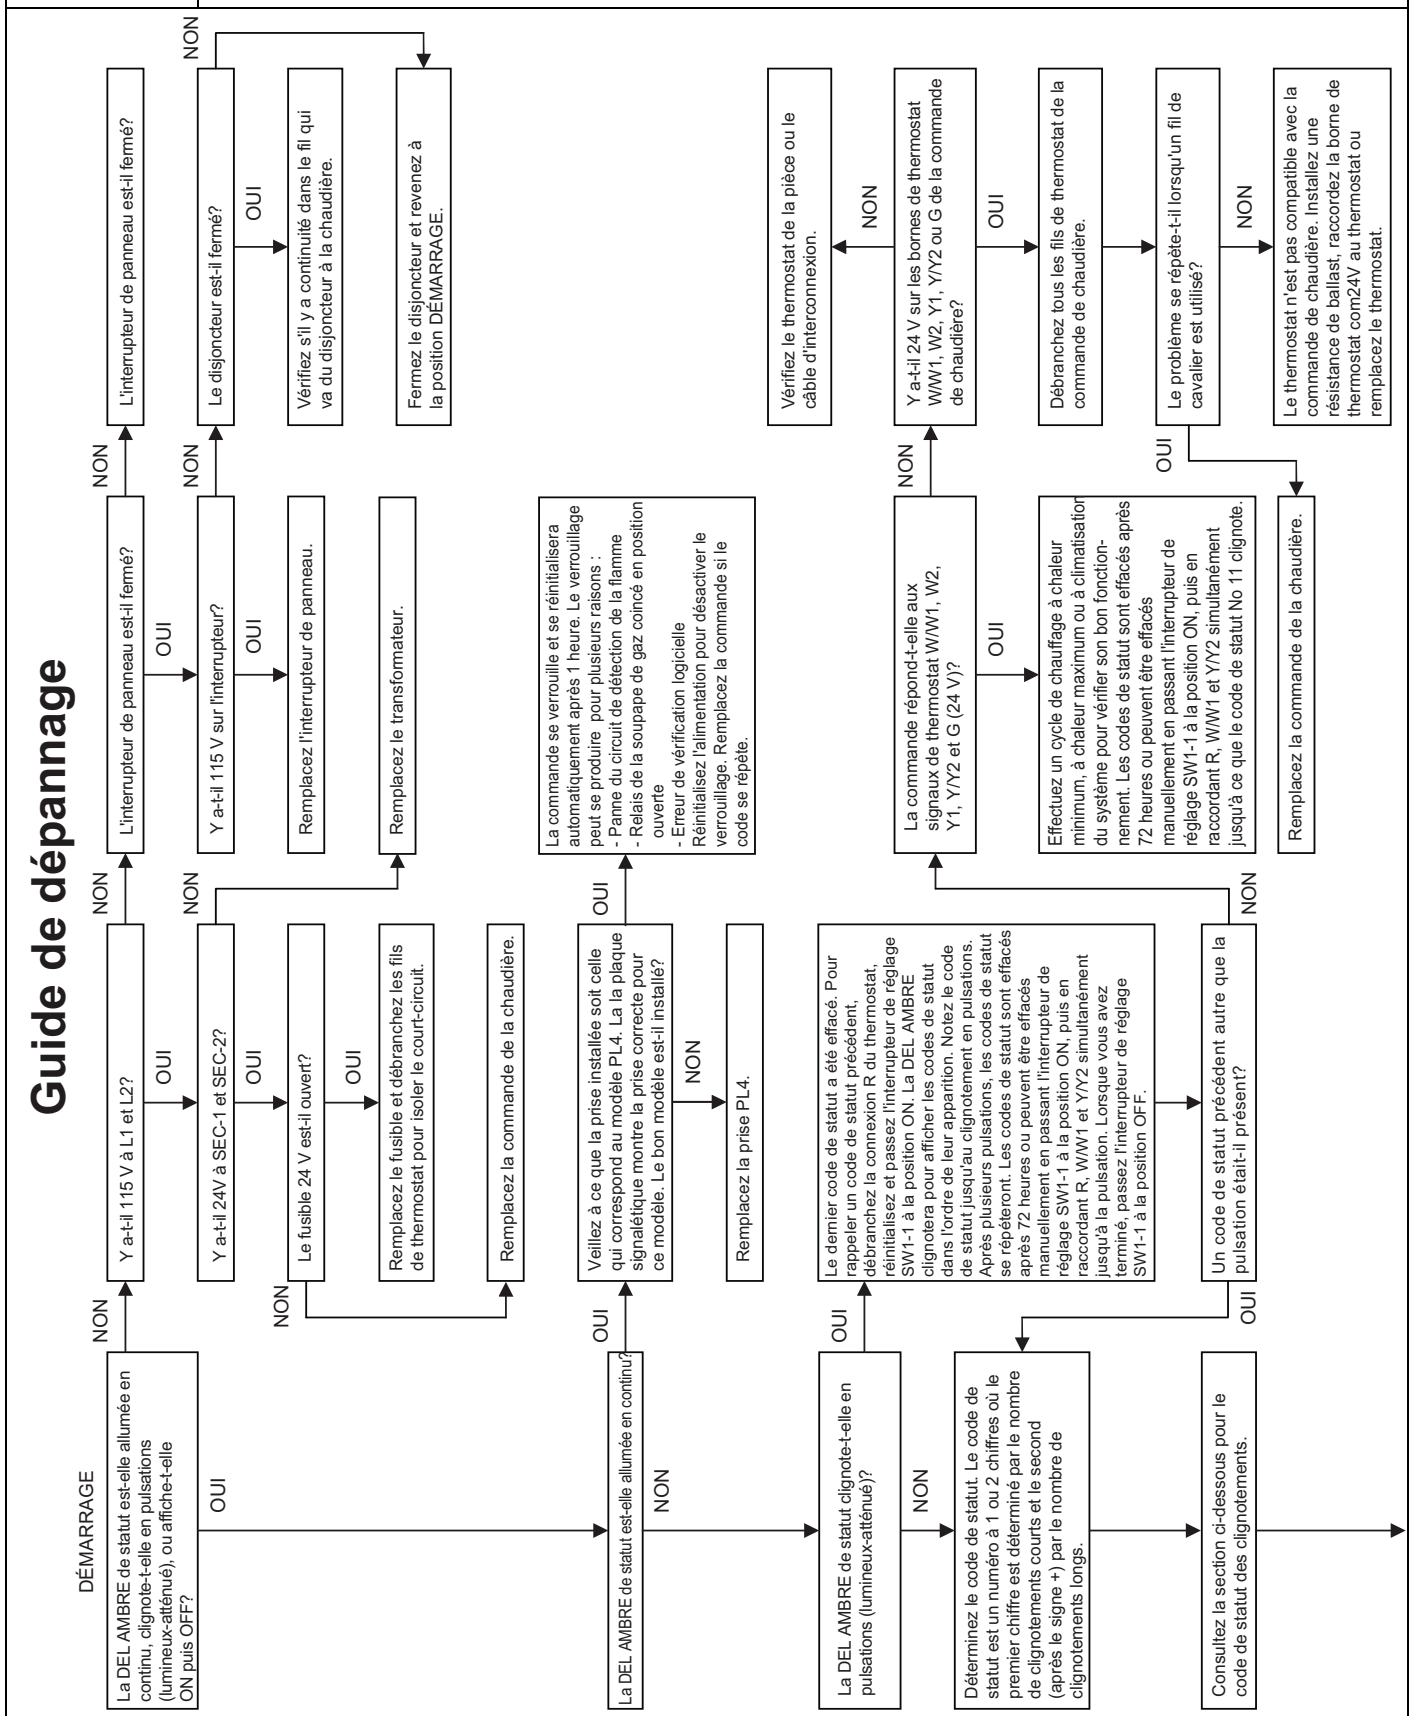 Guide de dépannage
DÉMARRAGE
La DEL AMBRE de statut est-elle allumée en
continu, clignote-t-elle en pulsations
(lumineux-atténué), ou affiche-t-elle
ON puis OFF?
NON
OUI
Y a-t-il 115 V à L1 et L2?
NON
OUI
L'interrupteur de panneau est-il fermé?
NON
OUI
L'interrupteur de panneau est-il fermé?
Y a-t-il 24V à SEC-1 et SEC-2?
NON
OUI
Y a-t-il 115 V sur l'interrupteur?
NON
OUI
Le disjoncteur est-il fermé?
NON
OUI
Le fusible 24 V est-il ouvert?
NON
OUI
Remplacez l'interrupteur de panneau.
Vérifiez s'il y a continuité dans le fil qui
va du disjoncteur à la chaudière.
Remplacez le fusible et débranchez les fils
de thermostat pour isoler le court-circuit.
Remplacez le transformateur.
Fermez le disjoncteur et revenez à
la position DÉMARRAGE.
Remplacez la commande de la chaudière.
La DEL AMBRE de statut est-elle allumée en continu?
OUI
NON
Veillez à ce que la prise installée soit celle
qui correspond au modèle PL4. La la plaque
signalétique montre la prise correcte pour
ce modèle. Le bon modèle est-il installé?
OUI
NON
La commande se verrouille et se réinitialisera
automatiquement après 1 heure. Le verrouillage
peut se produire pour plusieurs raisons :
- Panne du circuit de détection de la flamme
- Relais de la soupape de gaz coincé en position
ouverte
- Erreur de vérification logicielle
Réinitialisez l'alimentation pour désactiver le
verrouillage. Remplacez la commande si le
code se répète.
Remplacez la prise PL4.
La DEL AMBRE de statut clignote-t-elle en
pulsations (lumineux-atténué)?
OUI
NON
Le dernier code de statut a été effacé. Pour
rappeler un code de statut précédent,
débranchez la connexion R du thermostat,
réinitialisez et passez l'interrupteur de réglage
SW1-1 à la position ON. La DEL AMBRE
clignotera pour afficher les codes de statut
dans l'ordre de leur apparition. Notez le code
de statut jusqu'au clignotement en pulsations.
Après plusieurs pulsations, les codes de statut
se répéteront. Les codes de statut sont effacés
après 72 heures ou peuvent être effacés
manuellement en passant l'interrupteur de
réglage SW1-1 à la position ON, puis en
raccordant R, W/W1 et Y/Y2 simultanément
jusqu'à la pulsation. Lorsque vous avez
terminé, passez l'interrupteur de réglage
SW1-1 à la position OFF.
Déterminez le code de statut. Le code de
statut est un numéro à 1 ou 2 chiffres où le
premier chiffre est déterminé par le nombre
de clignotements courts et le second
(après le signe +) par le nombre de
clignotements longs.
Un code de statut précédent autre que la
pulsation était-il présent?
OUI
NON
Consultez la section ci-dessous pour le
code de statut des clignotements.
La commande répond-t-elle aux
signaux de thermostat W/W1, W2,
Y1, Y/Y2 et G (24 V)?
NON
OUI
Effectuez un cycle de chauffage à chaleur
minimum, à chaleur maximum ou à climatisation
du système pour vérifier son bon fonction-
nement. Les codes de statut sont effacés après
72 heures ou peuvent être effacés
manuellement en passant l'interrupteur de
réglage SW1-1 à la position ON, puis en
raccordant R, W/W1 et Y/Y2 simultanément
jusqu'à ce que le code de statut No 11 clignote.
Vérifiez le thermostat de la pièce ou le
câble d'interconnexion.
NON
Y a-t-il 24 V sur les bornes de thermostat
W/W1, W2, Y1, Y/Y2 ou G de la commande
de chaudière?
OUI
Débranchez tous les fils de thermostat de la
commande de chaudière.
Le problème se répète-t-il lorsqu'un fil de
cavalier est utilisé?
OUI
NON
Remplacez la commande de la chaudière.
Le thermostat n'est pas compatible avec la
commande de chaudière. Installez une
résistance de ballast, raccordez la borne de
thermostat com24V au thermostat ou
remplacez le thermostat.